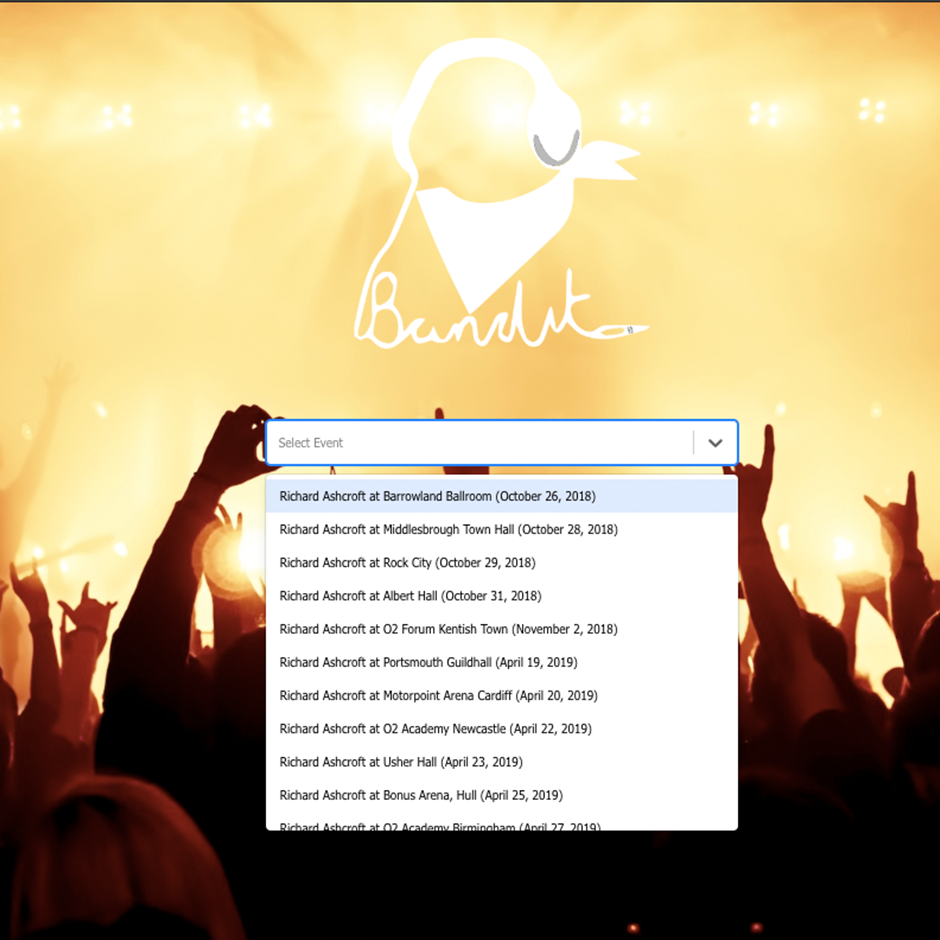 Bandit
Select Event
Richard Ashcroft at Barrowland Ballroom (October 26, 2018)
Richard Ashcroft at Middlesbrough Town Hall (October 28, 2018)
Richard Ashcroft at Rock City (October 29, 2018)
Richard Ashcroft at Albert Hall (October 31, 2018)
Richard Ashcroft at O2 Forum Kentish Town (November 2, 2018)
Richard Ashcroft at Portsmouth Guildhall (April 19, 2019)
Richard Ashcroft at Motorpoint Arena Cardiff (April 20, 2019)
Richard Ashcroft at O2 Academy Newcastle (April 22, 2019)
Richard Ashcroft at Usher Hall (April 23, 2019)
Richard Ashcroft at Bonus Arena, Hull (April 25, 2019)
Richard Ashcroft at O2 Academy Birmingham (April 27, 2019)